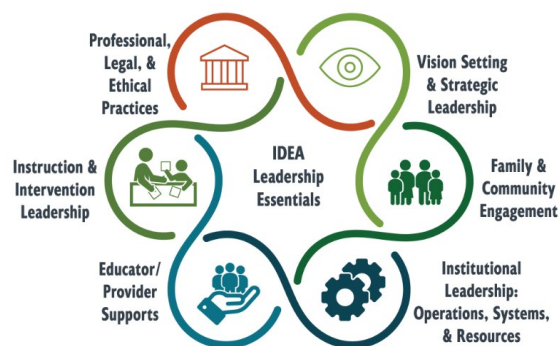 Professional,
Legal, &
Ethical
Practices
Vision Setting
& Strategic
Leadership
Instruction &
Intervention
Leadership
IDEA
Leadership
Essentials
Family &
Community
Engagement
Educator/
Provider
Supports
Institutional
Leadership:
Operations, Systems,
& Resources